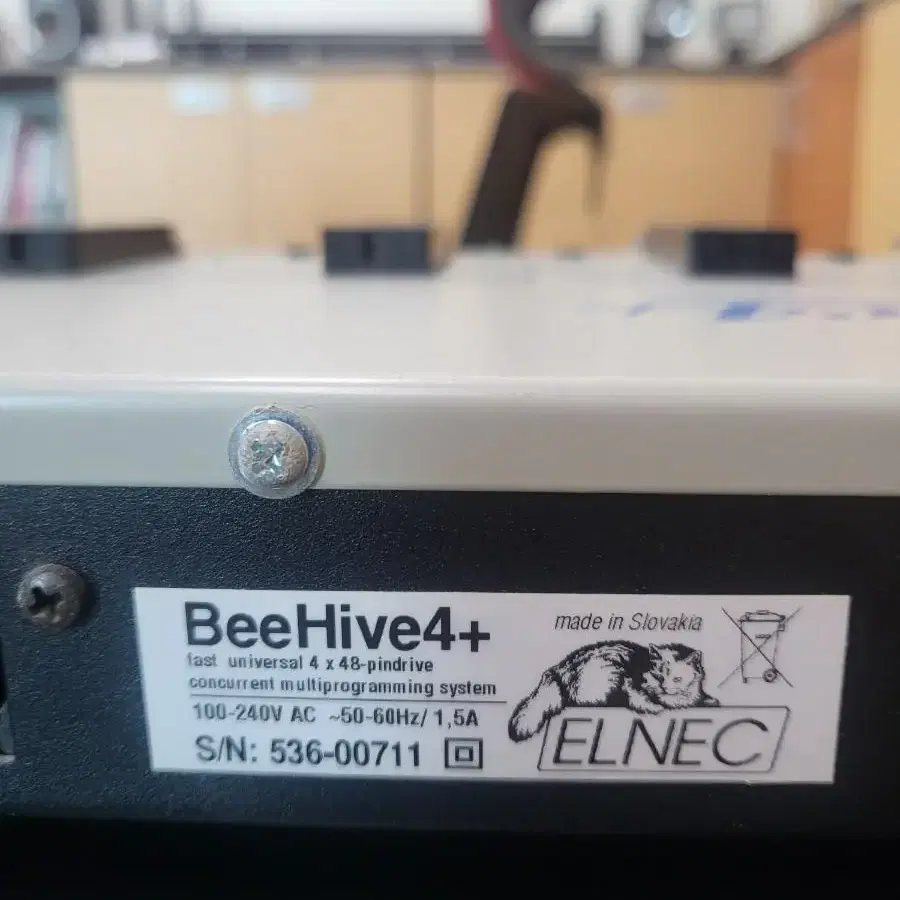 BeeHive4+
fast universal 4 x 48-pindrive
concurrent multiprogramming system
100-240V AC ~50-60Hz/ 1,5A
S/N: 536-00711
made in Slovakia
ELNEC